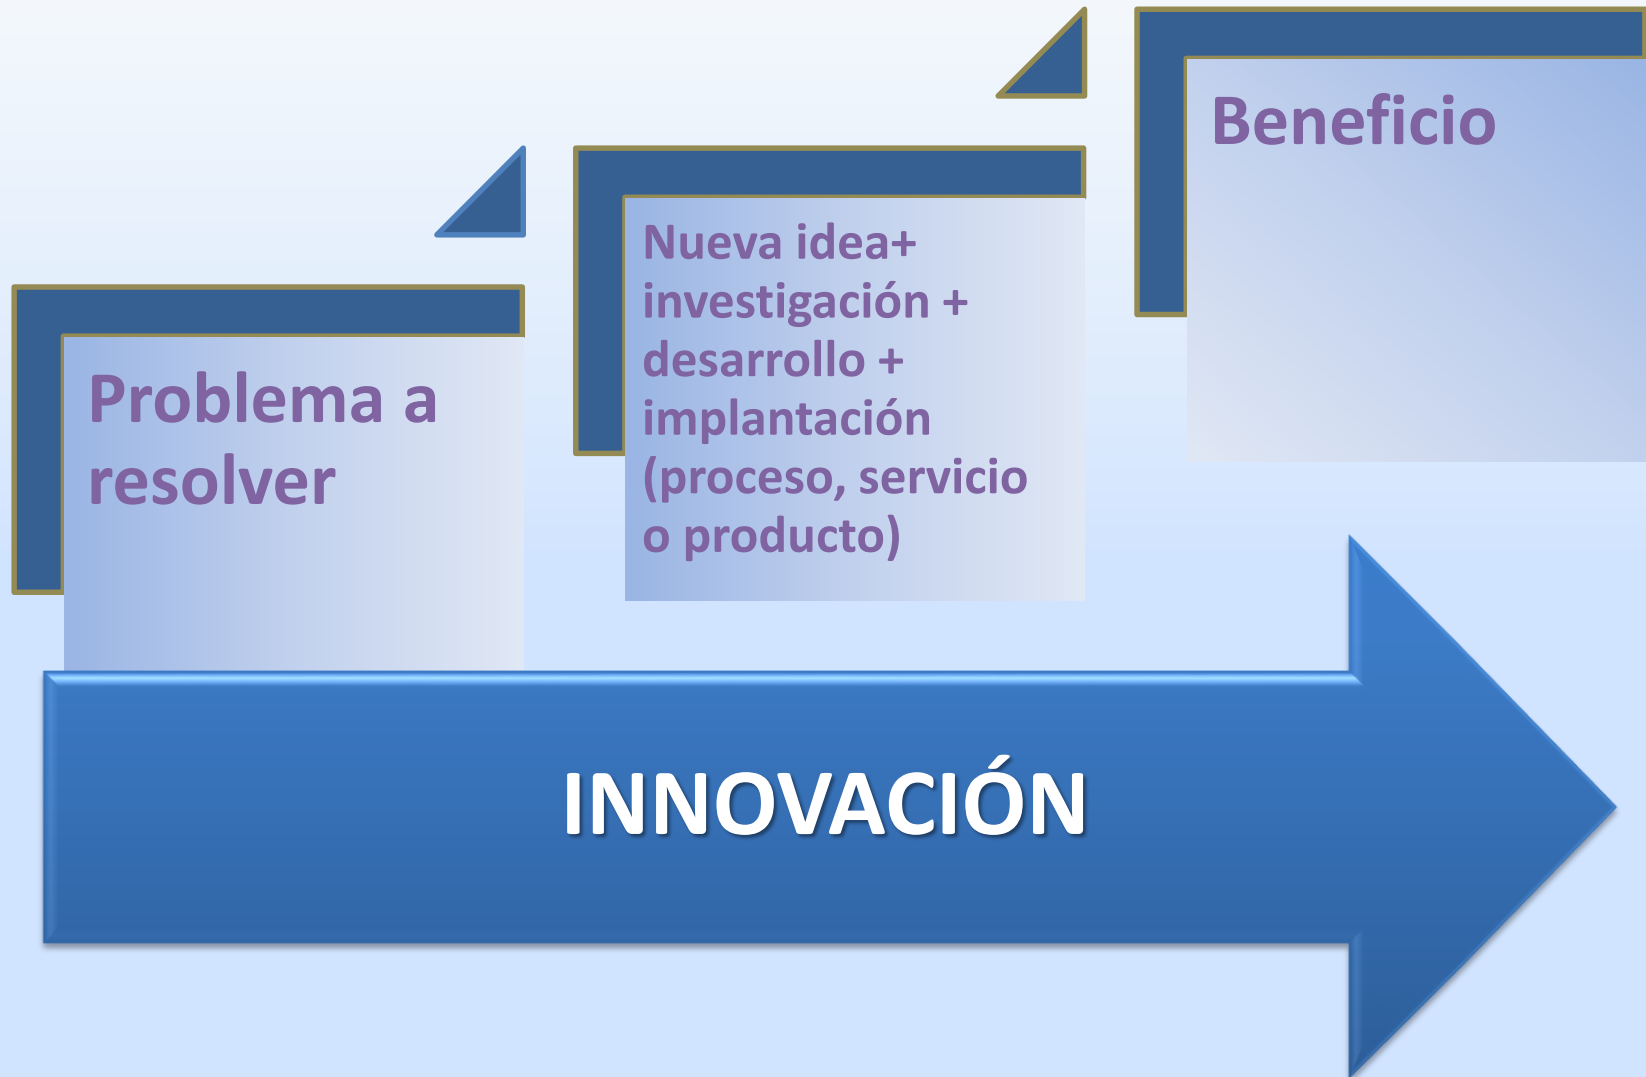 Problema a
resolver
Nueva idea+
investigación +
desarrollo +
implantación
(proceso, servicio
o producto)
Beneficio
INNOVACIÓN